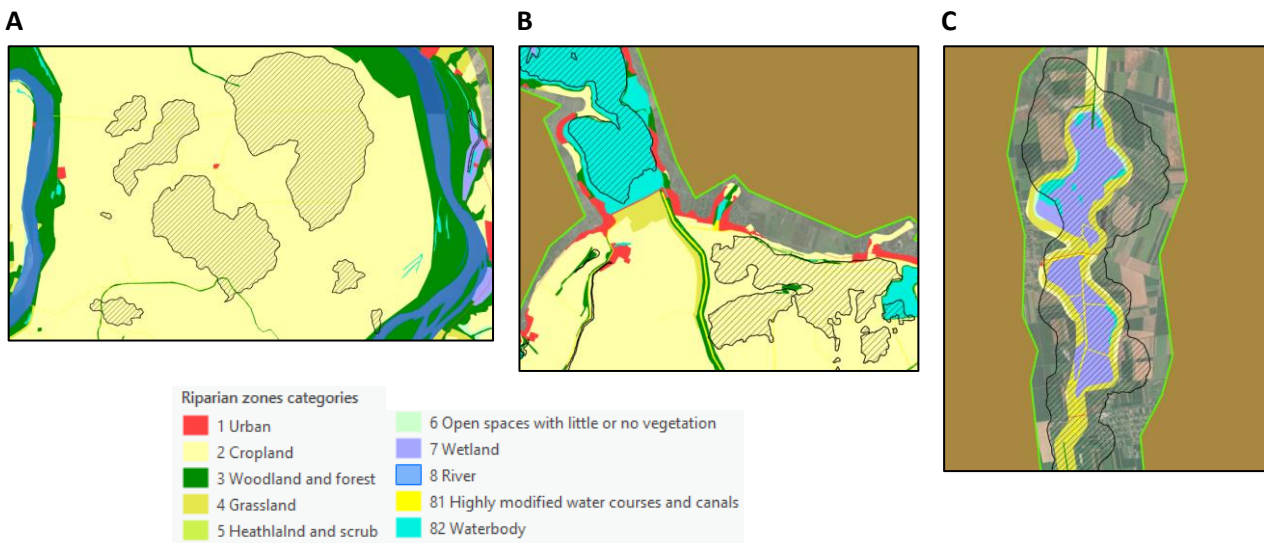 A
B
C
Riparian zones categories
1 Urban
2 Cropland
3 Woodland and forest
4 Grassland
5 Heathlalnd and scrub
6 Open spaces with little or no vegetation
7 Wetland
8 River
81 Highly modified water courses and canals
82 Waterbody